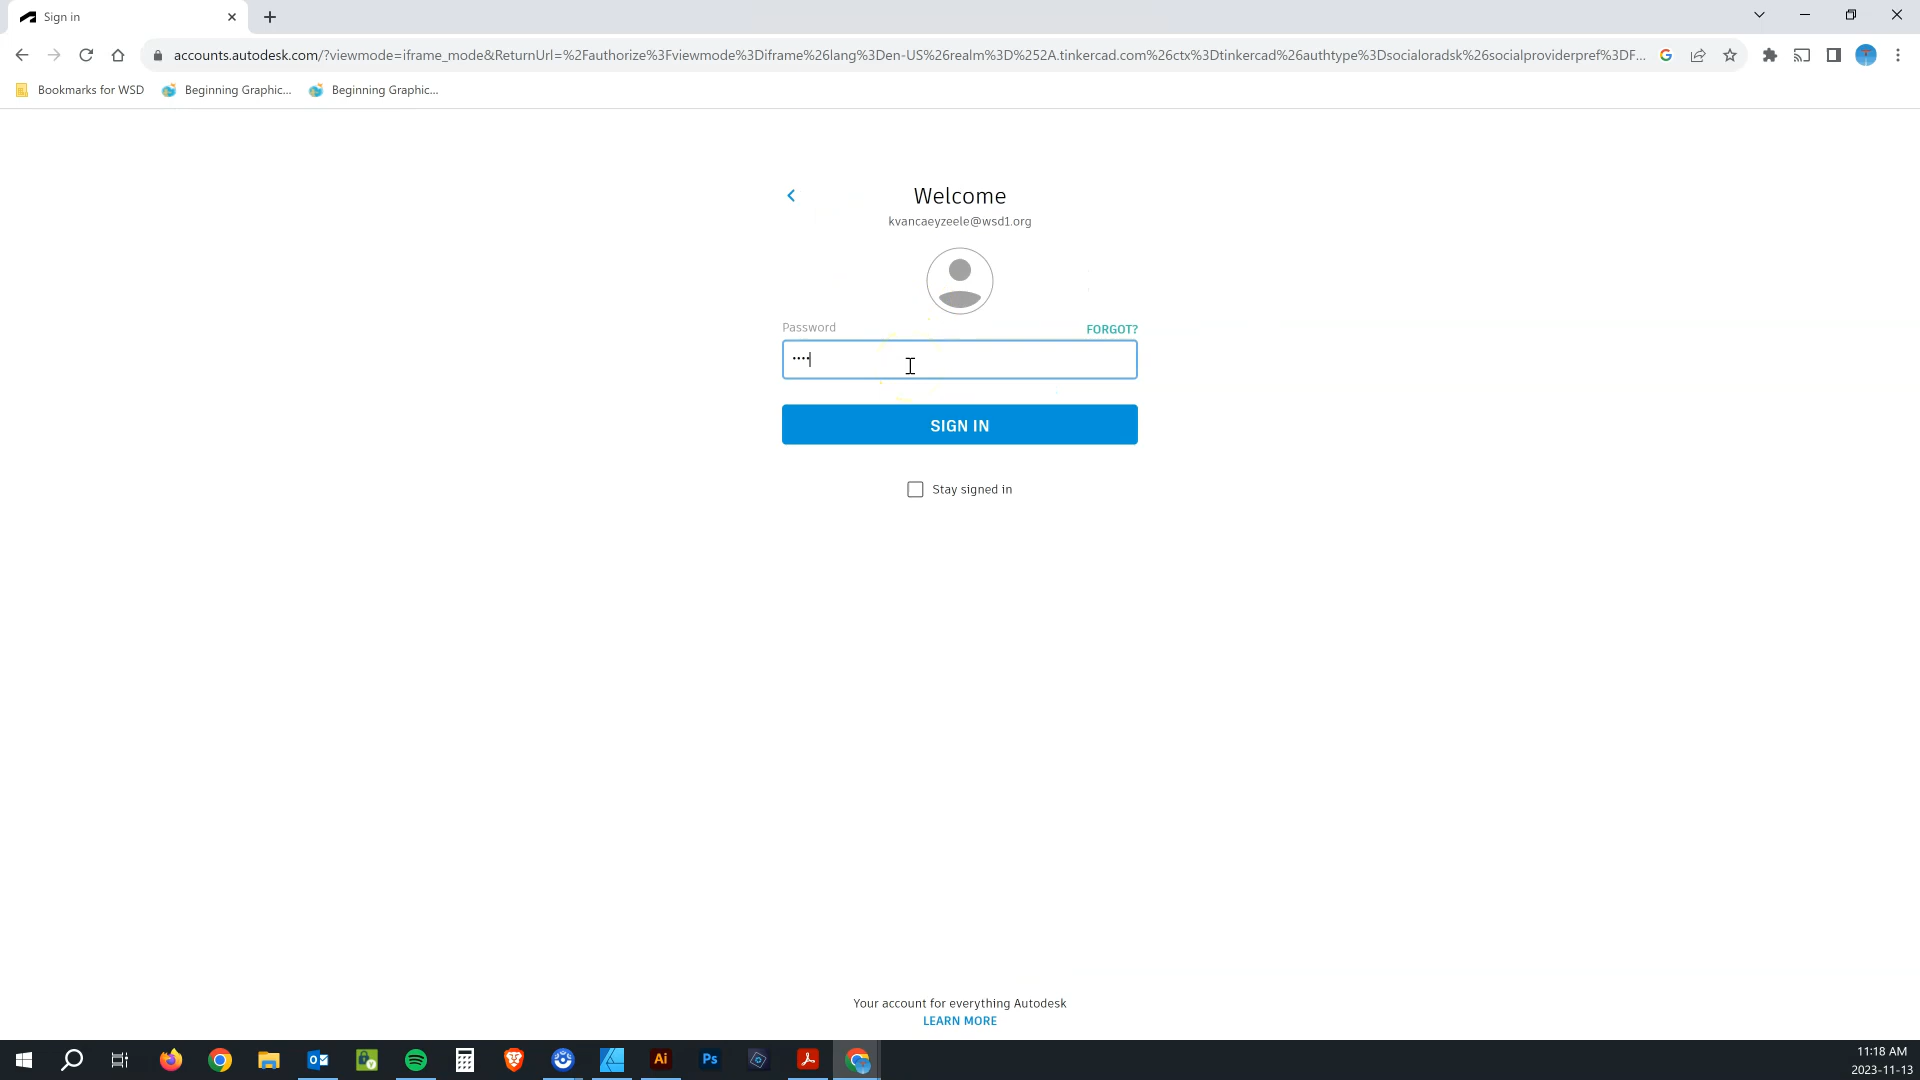 Sign in
accounts.autodesk.com/?viewmode=iframe_mode&ReturnUrl=%2Fauthorize%3Fviewmode%3Diframe%26lang%3Den-US%26realm%3D%252A.tinkercad.com%26ctx%3Dtinkercad%26authtype%3Dsocialoradsk%26socialproviderpref%3DF...
Bookmarks for WSD Beginning Graphic... Beginning Graphic...
Welcome
kvancaeyzeele@wsd1.org
Password FORGOT?
SIGN IN
Stay signed in
Your account for everything Autodesk
LEARN MORE
Ai Ps
11:18 AM
2023-11-13